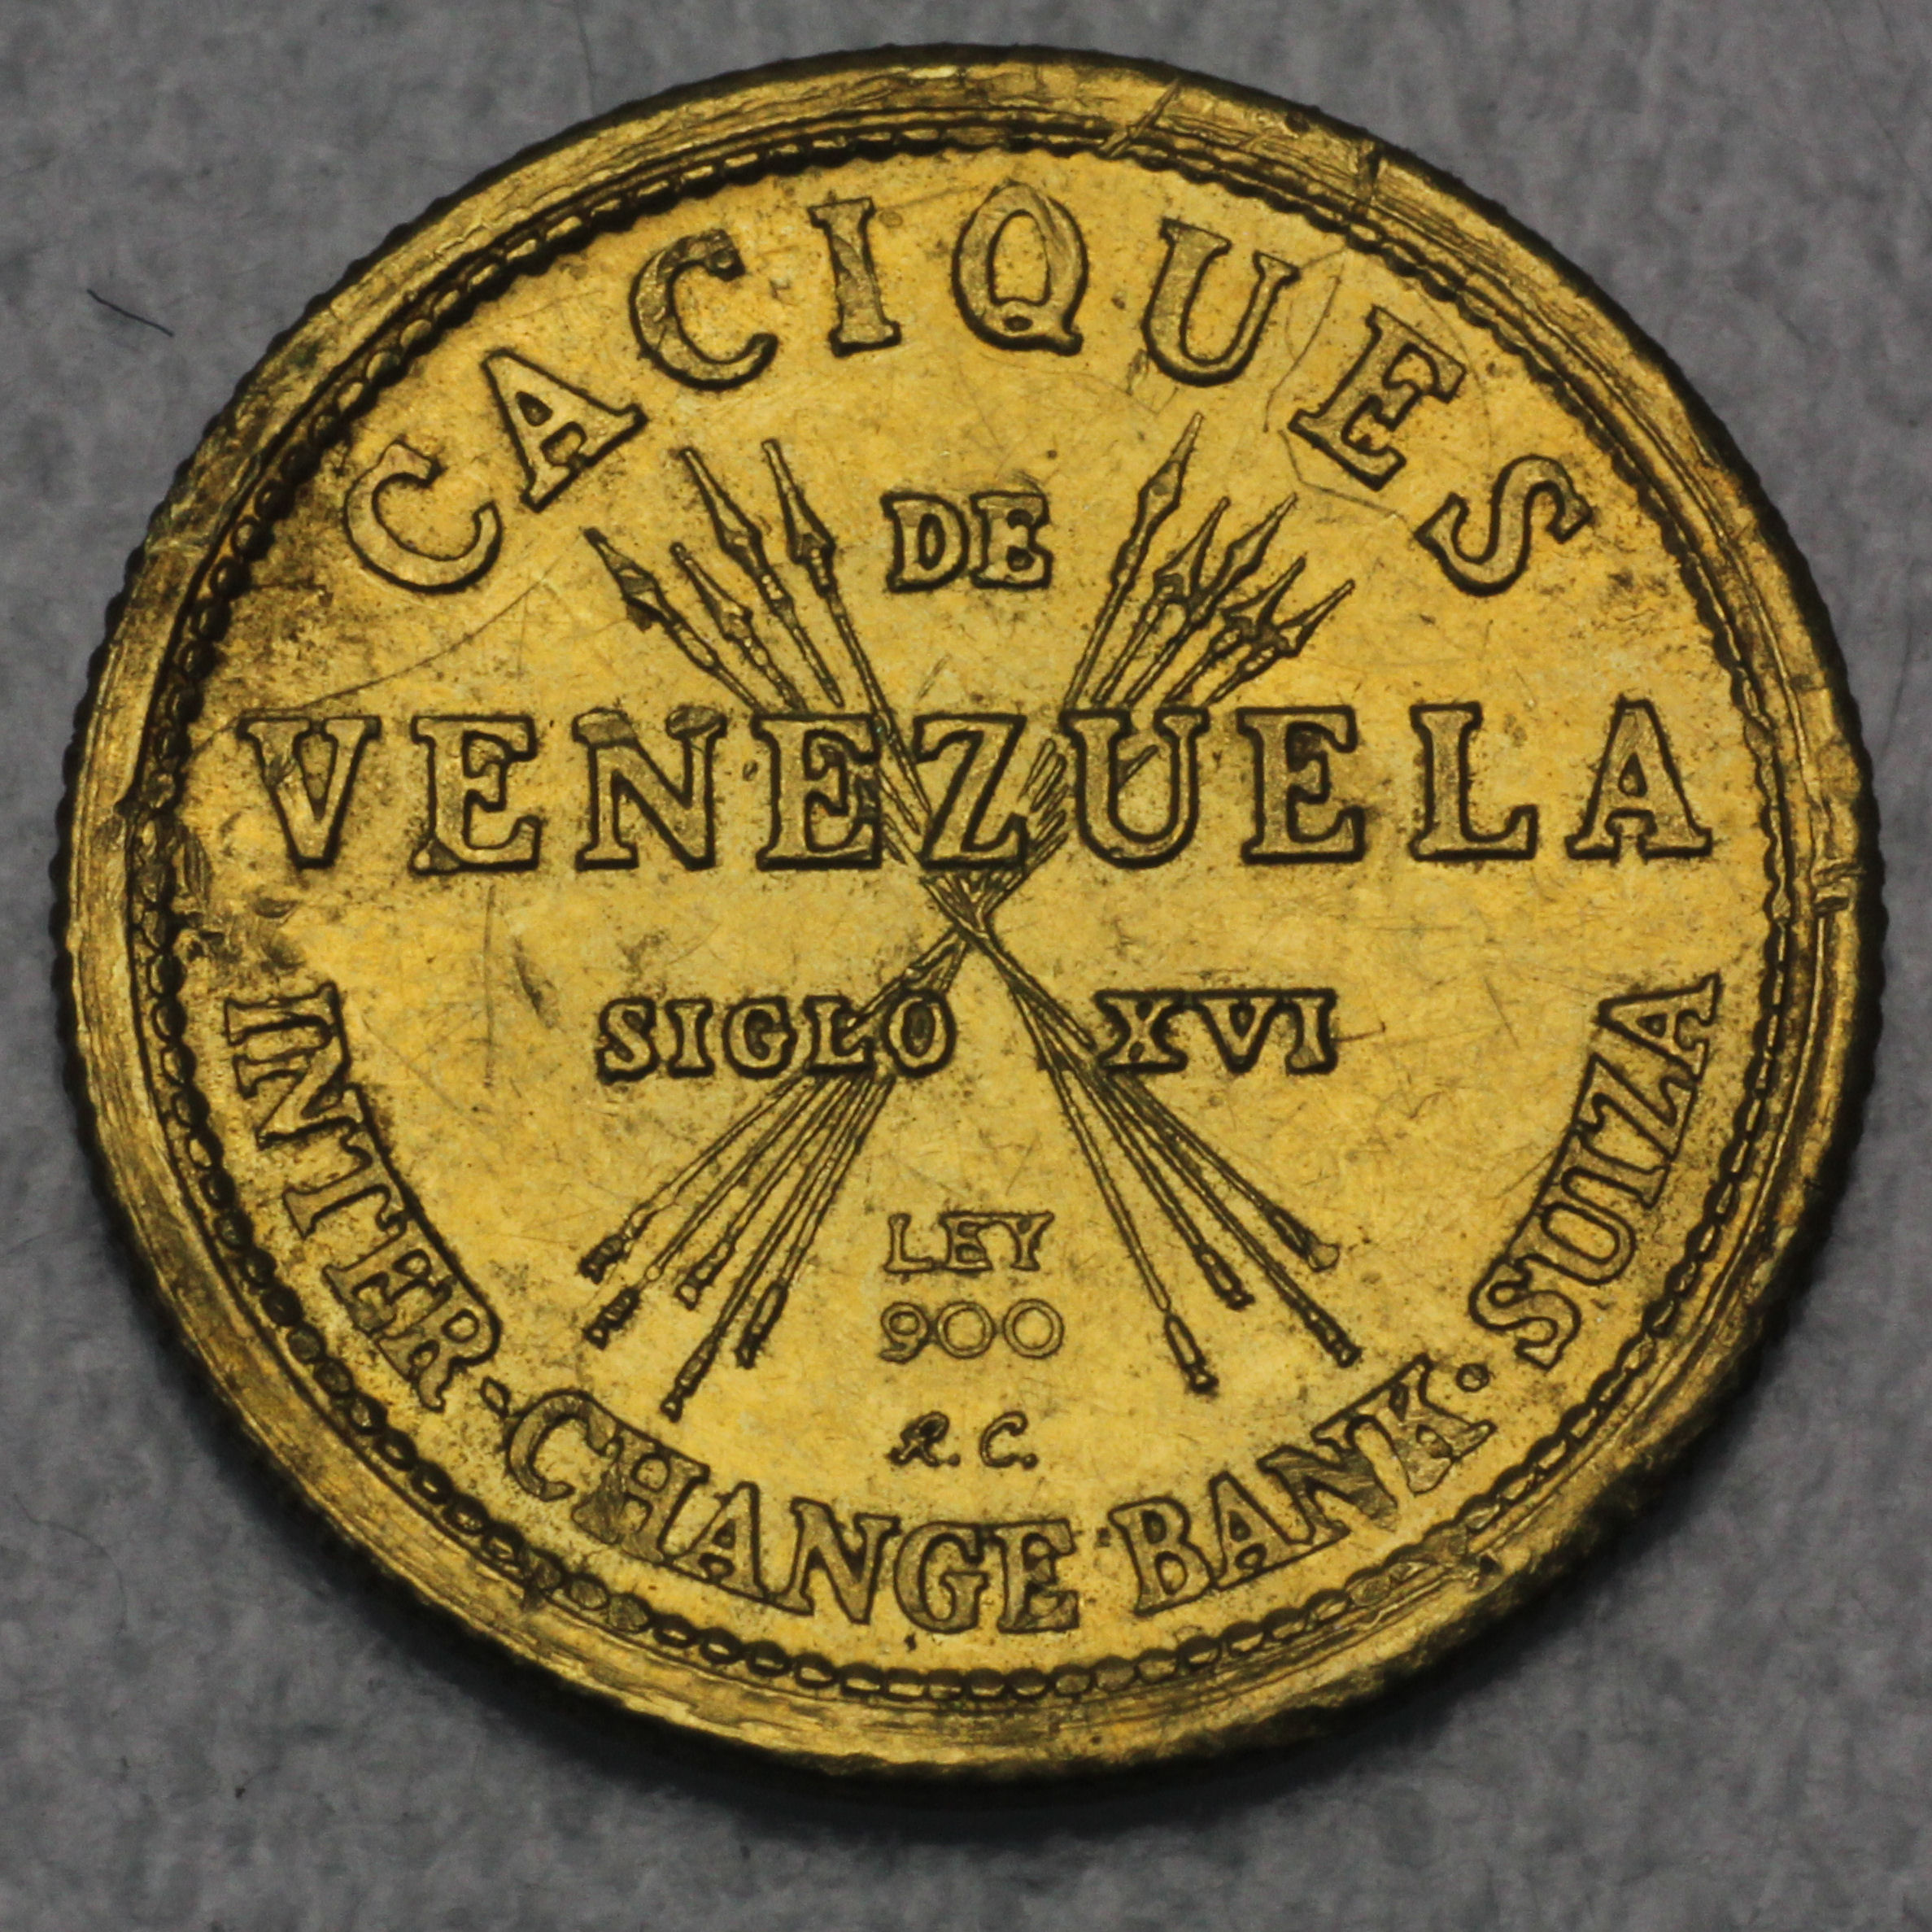 CACIQUES
DE
VENEZUELA
SIGLO XVI
LEY
900
R.C.
INTER-CHANGE BANK·SUIZA